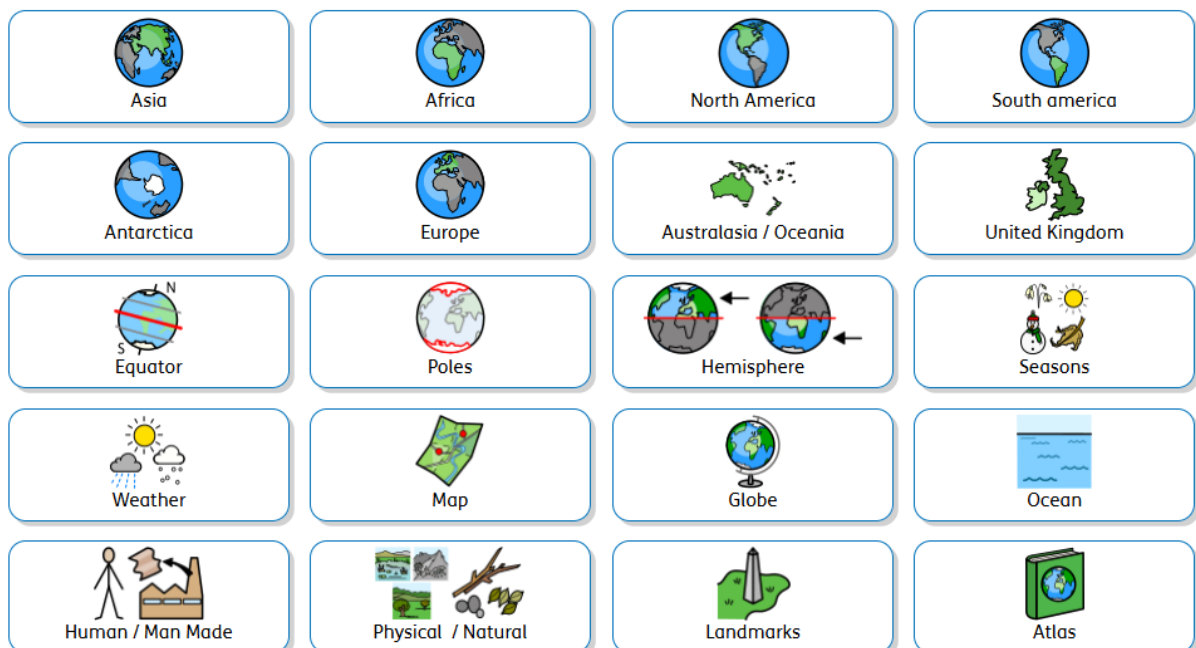 Asia
Africa
North America
South america
Antarctica
Europe
Australasia / Oceania
United Kingdom
N
S
Equator
Poles
Hemisphere
Seasons
Weather
Map
Globe
Ocean
Human / Man Made
Physical / Natural
Landmarks
Atlas